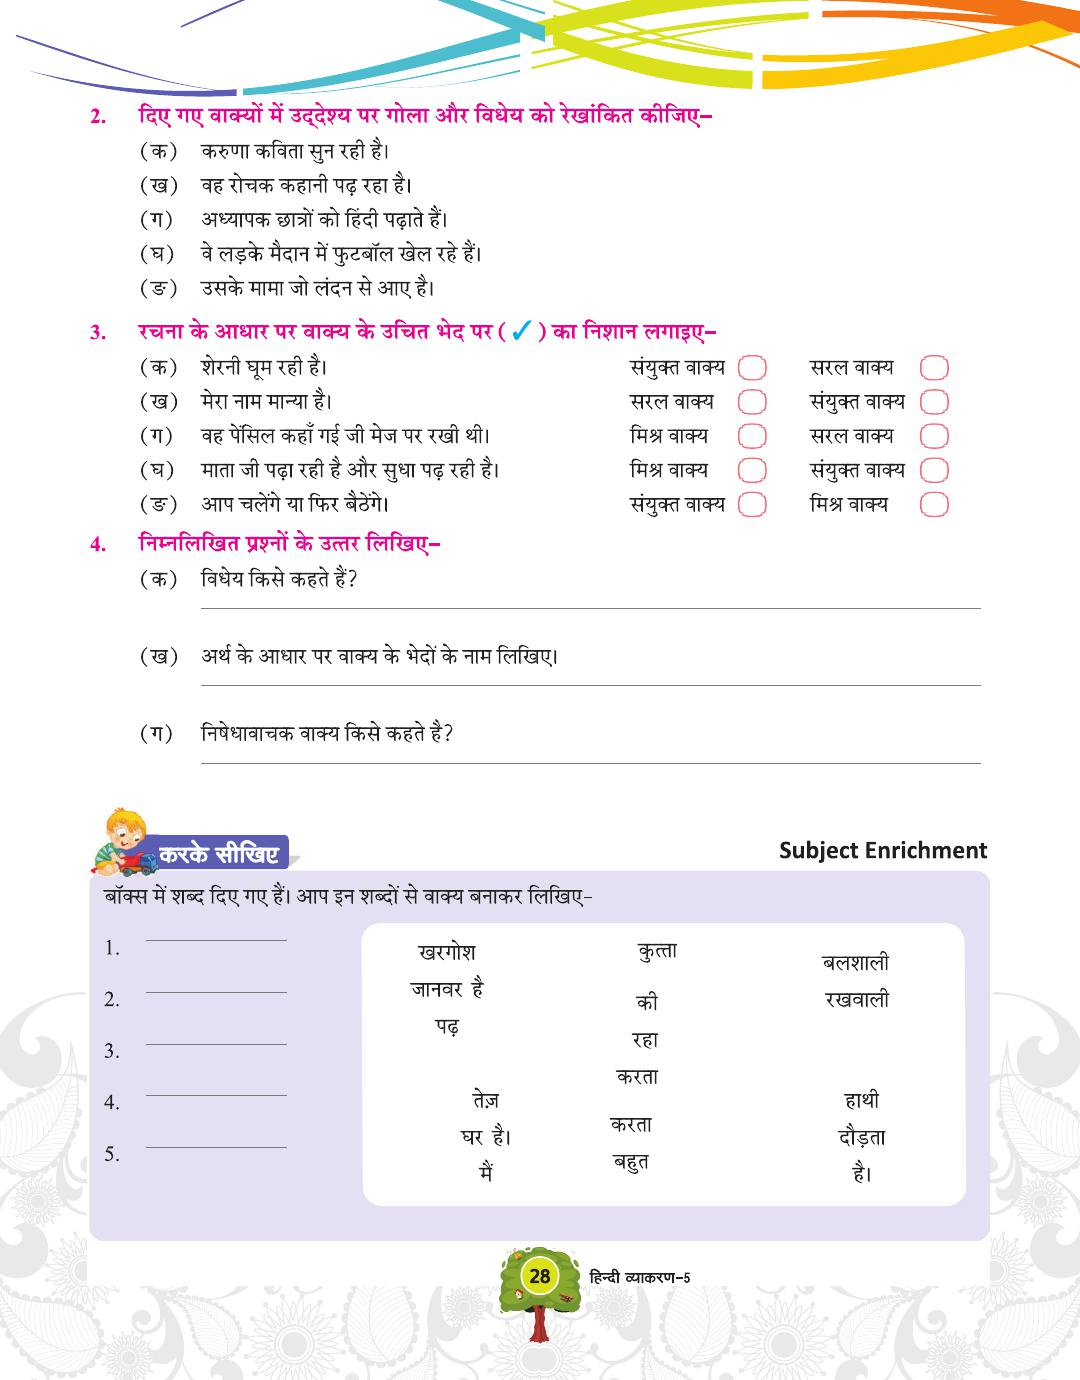 2. दिए गए वाक्यों में उद्देश्य पर गोला और विधेय को रेखांकित कीजिए–
(क) करुणा कविता सुन रही है।
(ख) वह रोचक कहानी पढ़ रहा है।
(ग) अध्यापक छात्रों को हिंदी पढ़ाते हैं।
(घ) वे लड़के मैदान में फुटबॉल खेल रहे हैं।
(ङ) उसके मामा जो लंदन से आए है।
3. रचना के आधार पर वाक्य के उचित भेद पर (✓) का निशान लगाइए–
(क) शेरनी घूम रही है। संयुक्त वाक्य सरल वाक्य
(ख) मेरा नाम मान्या है। सरल वाक्य संयुक्त वाक्य
(ग) वह पेंसिल कहाँ गई जी मेज पर रखी थी। मिश्र वाक्य सरल वाक्य
(घ) माता जी पढ़ा रही है और सुधा पढ़ रही है। मिश्र वाक्य संयुक्त वाक्य
(ङ) आप चलेंगे या फिर बैठेंगे। संयुक्त वाक्य मिश्र वाक्य
4. निम्नलिखित प्रश्नों के उत्तर लिखिए–
(क) विधेय किसे कहते हैं?
(ख) अर्थ के आधार पर वाक्य के भेदों के नाम लिखिए।
(ग) निषेधावाचक वाक्य किसे कहते है?
करके सीखिए
Subject Enrichment
बॉक्स में शब्द दिए गए हैं। आप इन शब्दों से वाक्य बनाकर लिखिए–
1.
2.
3.
4.
5.
खरगोश कुत्ता बलशाली
जानवर है की रखवाली
पढ़ रहा
करता
तेज़ करता हाथी
घर है। बहुत दौड़ता
मैं है।
28 हिन्दी व्याकरण–5